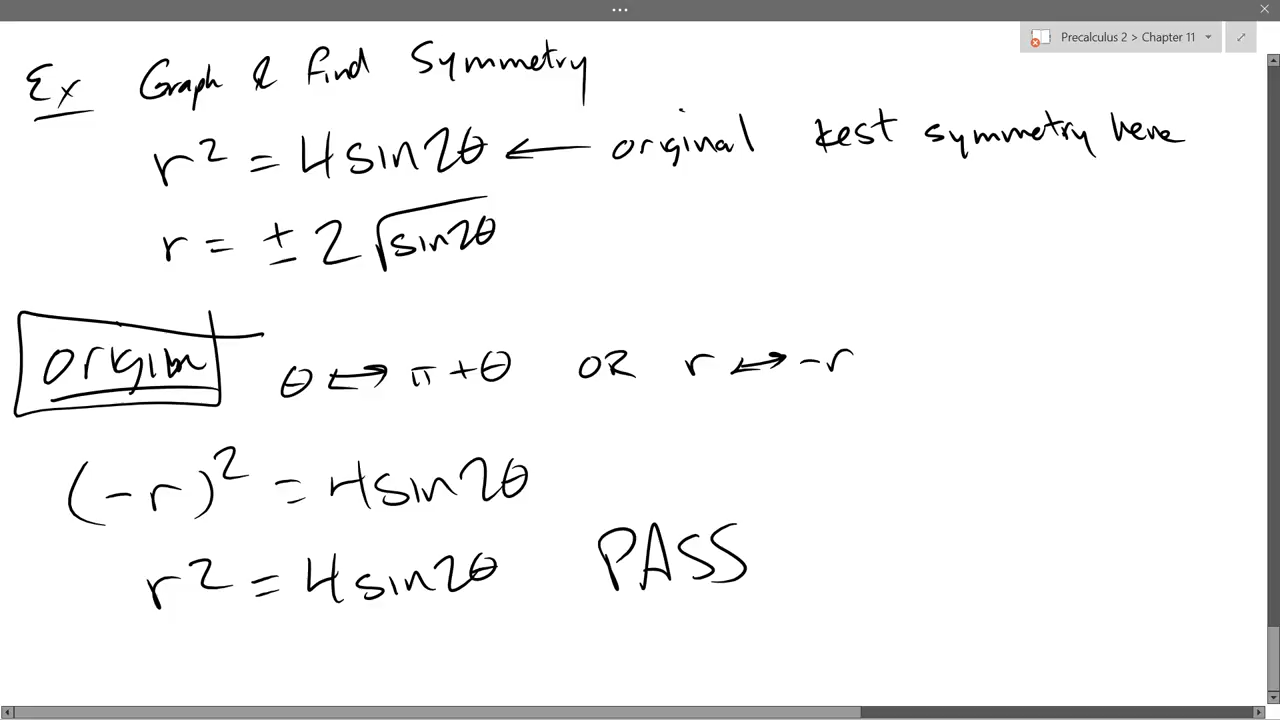 Precalculus 2 > Chapter 11
Ex Graph & Find Symmetry
r² = 4sin2θ ← original test symmetry here
r = ± 2√sin2θ
origin θ ↔ π+θ OR r ↔ -r
(-r)² = 4sin2θ
r² = 4sin2θ PASS